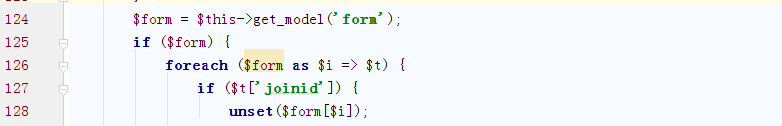 124 $form = $this->get_model('form');
125 if ($form) {
126 foreach ($form as $i => $t) {
127 if ($t['joinid']) {
128 unset($form[$i]);